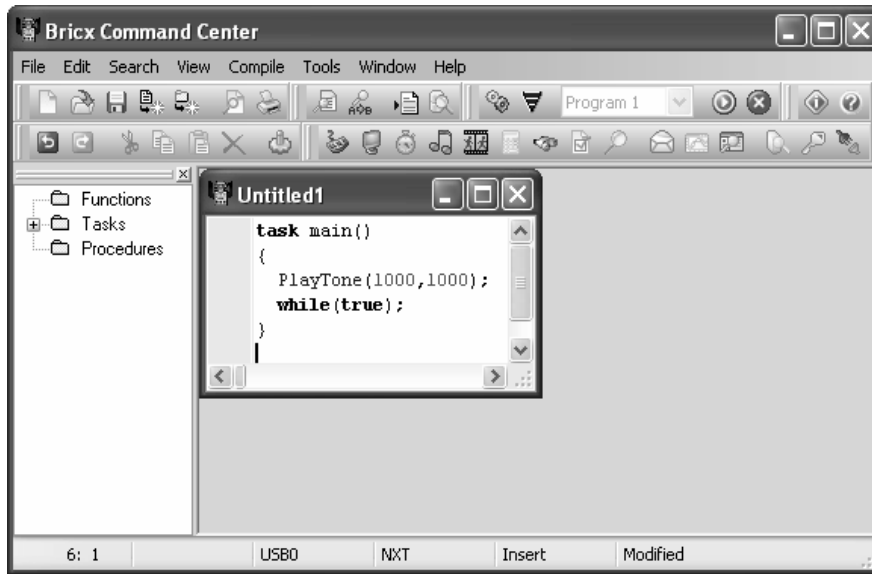 Bricx Command Center
File Edit Search View Compile Tools Window Help
Program 1
Functions
Tasks
Procedures
Untitled1
task main()
{
PlayTone(1000,1000);
while(true);
}
6: 1 USB0 NXT Insert Modified